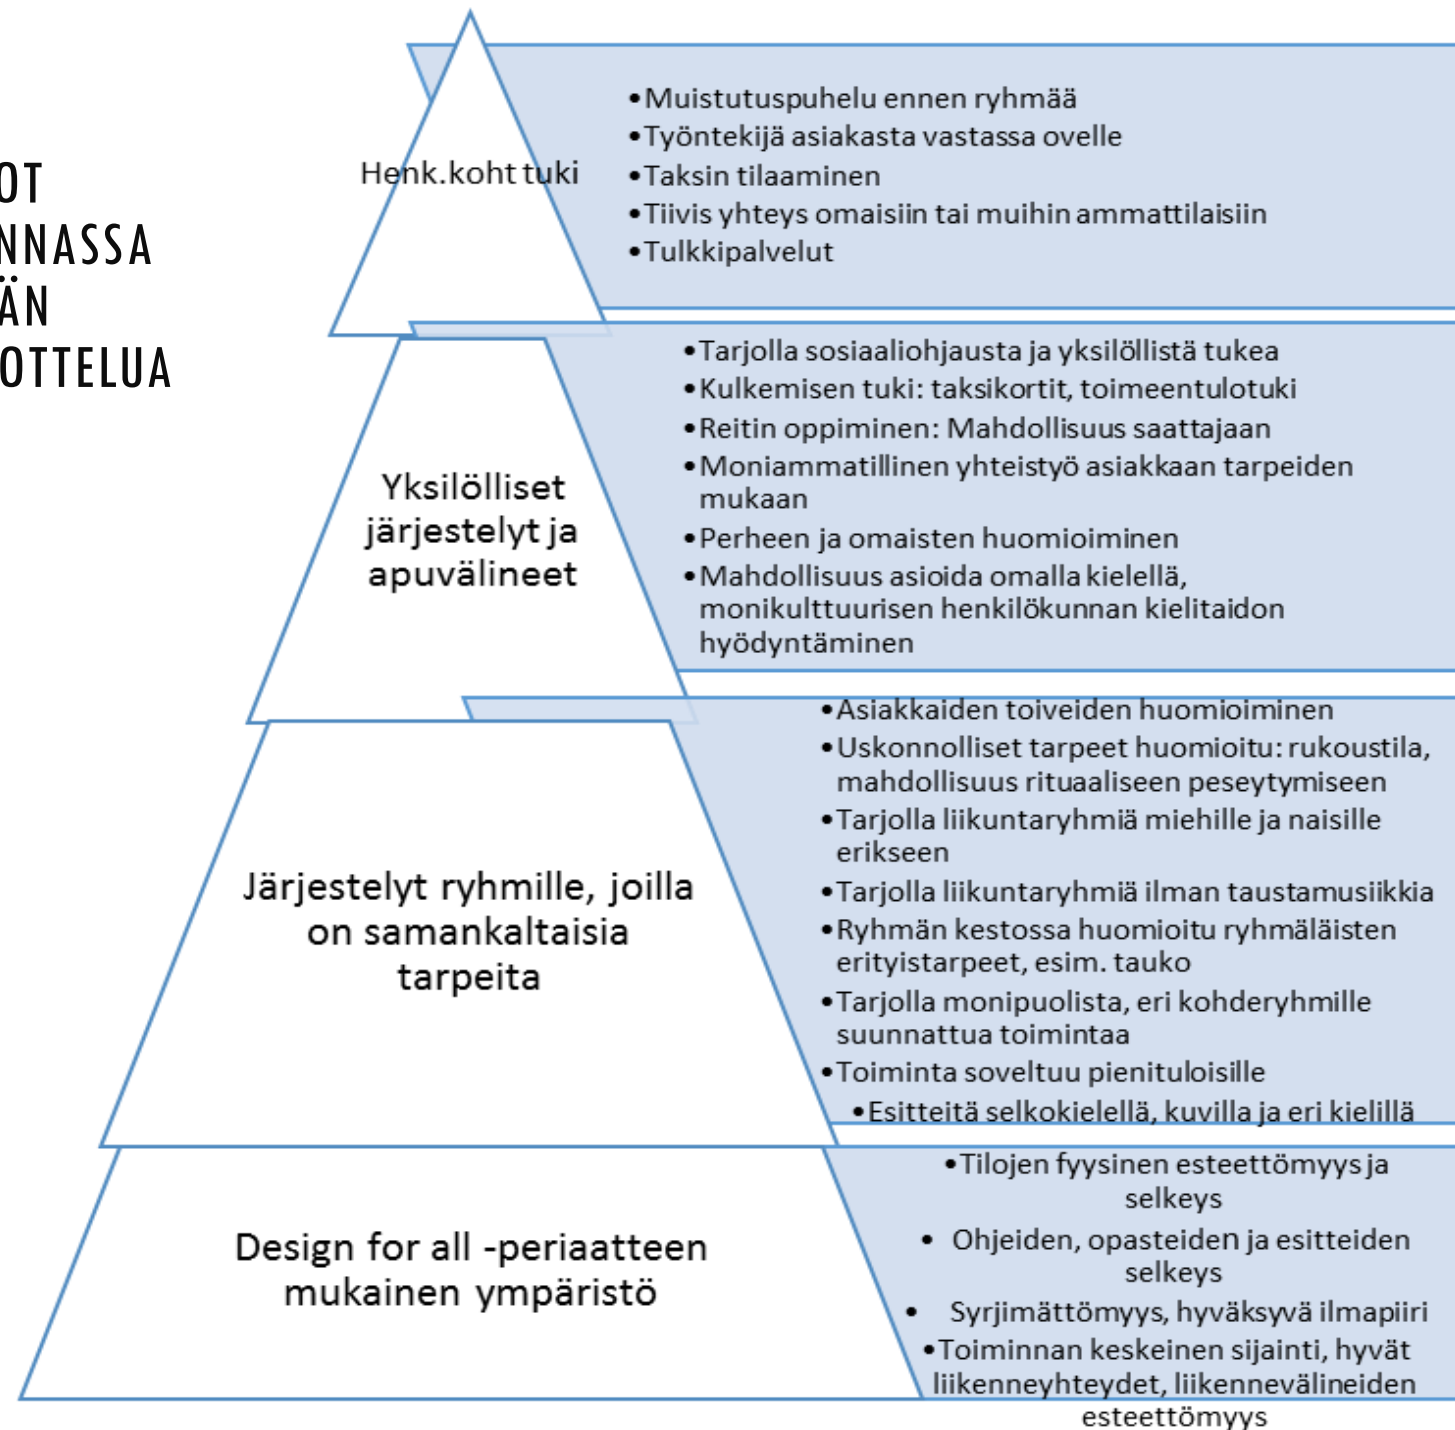 OT
NNASSA
ÄN
OTTELUA
Henk.koht tuki
•Muistutuspuhelu ennen ryhmää
•Työntekijä asiakasta vastassa ovelle
•Taksin tilaaminen
•Tiivis yhteys omaisiin tai muihin ammattilaisiin
•Tulkkipalvelut
Yksilölliset
järjestelyt ja
apuvälineet
•Tarjolla sosiaaliohjausta ja yksilöllistä tukea
•Kulkemisen tuki: taksikortit, toimeentulotuki
•Reitin oppiminen: Mahdollisuus saattajaan
•Moniammatillinen yhteistyö asiakkaan tarpeiden
mukaan
•Perheen ja omaisten huomioiminen
•Mahdollisuus asioida omalla kielellä,
monikulttuurisen henkilökunnan kielitaidon
hyödyntäminen
Järjestelyt ryhmille, joilla
on samankaltaisia
tarpeita
•Asiakkaiden toiveiden huomioiminen
•Uskonnolliset tarpeet huomioitu: rukoustila,
mahdollisuus rituaaliseen peseytymiseen
•Tarjolla liikuntaryhmiä miehille ja naisille
erikseen
•Tarjolla liikuntaryhmiä ilman taustamusiikkia
•Ryhmän kestossa huomioitu ryhmäläisten
erityistarpeet, esim. tauko
•Tarjolla monipuolista, eri kohderyhmille
suunnattua toimintaa
•Toiminta soveltuu pienituloisille
•Esitteitä selkokielellä, kuvilla ja eri kielillä
Design for all -periaatteen
mukainen ympäristö
•Tilojen fyysinen esteettömyys ja
selkeys
• Ohjeiden, opasteiden ja esitteiden
selkeys
• Syrjimättömyys, hyväksyvä ilmapiiri
•Toiminnan keskeinen sijainti, hyvät
liikenneyhteydet, liikennevälineiden
esteettömyys